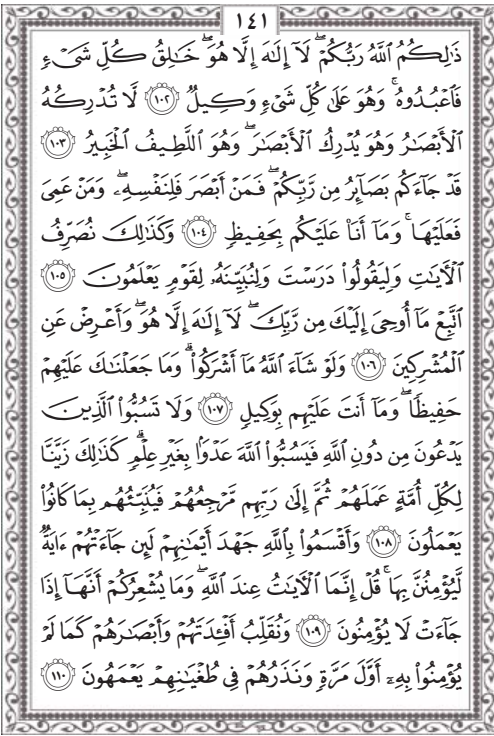 ١٤١
ذَٰلِكُمُ ٱللَّهُ رَبُّكُمْ ۖ لَآ إِلَـٰهَ إِلَّا هُوَ ۖ خَـٰلِقُ كُلِّ شَىْءٍ
فَٱعْبُدُوهُ ۚ وَهُوَ عَلَىٰ كُلِّ شَىْءٍ وَكِيلٌ ١٠٢ لَّا تُدْرِكُهُ
ٱلْأَبْصَـٰرُ وَهُوَ يُدْرِكُ ٱلْأَبْصَـٰرَ ۖ وَهُوَ ٱللَّطِيفُ ٱلْخَبِيرُ ١٠٣
قَدْ جَآءَكُم بَصَآئِرُ مِن رَّبِّكُمْ ۖ فَمَنْ أَبْصَرَ فَلِنَفْسِهِۦ ۖ وَمَنْ عَمِىَ
فَعَلَيْهَا ۚ وَمَآ أَنَا۠ عَلَيْكُم بِحَفِيظٍ ١٠٤ وَكَذَٰلِكَ نُصَرِّفُ
ٱلْـَٔايَـٰتِ وَلِيَقُولُوا۟ دَرَسْتَ وَلِنُبَيِّنَهُۥ لِقَوْمٍ يَعْلَمُونَ ١٠٥
ٱتَّبِعْ مَآ أُوحِىَ إِلَيْكَ مِن رَّبِّكَ ۖ لَآ إِلَـٰهَ إِلَّا هُوَ ۖ وَأَعْرِضْ عَنِ
ٱلْمُشْرِكِينَ ١٠٦ وَلَوْ شَآءَ ٱللَّهُ مَآ أَشْرَكُوا۟ ۗ وَمَا جَعَلْنَـٰكَ عَلَيْهِمْ
حَفِيظًا ۖ وَمَآ أَنتَ عَلَيْهِم بِوَكِيلٍ ١٠٧ وَلَا تَسُبُّوا۟ ٱلَّذِينَ
يَدْعُونَ مِن دُونِ ٱللَّهِ فَيَسُبُّوا۟ ٱللَّهَ عَدْوًۢا بِغَيْرِ عِلْمٍ ۗ كَذَٰلِكَ زَيَّنَّا
لِكُلِّ أُمَّةٍ عَمَلَهُمْ ثُمَّ إِلَىٰ رَبِّهِم مَّرْجِعُهُمْ فَيُنَبِّئُهُم بِمَا كَانُوا۟
يَعْمَلُونَ ١٠٨ وَأَقْسَمُوا۟ بِٱللَّهِ جَهْدَ أَيْمَـٰنِهِمْ لَئِن جَآءَتْهُمْ ءَايَةٌ
لَّيُؤْمِنُنَّ بِهَا ۚ قُلْ إِنَّمَا ٱلْـَٔايَـٰتُ عِندَ ٱللَّهِ ۖ وَمَا يُشْعِرُكُمْ أَنَّهَآ إِذَا
جَآءَتْ لَا يُؤْمِنُونَ ١٠٩ وَنُقَلِّبُ أَفْـِٔدَتَهُمْ وَأَبْصَـٰرَهُمْ كَمَا لَمْ
يُؤْمِنُوا۟ بِهِۦٓ أَوَّلَ مَرَّةٍ وَنَذَرُهُمْ فِى طُغْيَـٰنِهِمْ يَعْمَهُونَ ١١٠